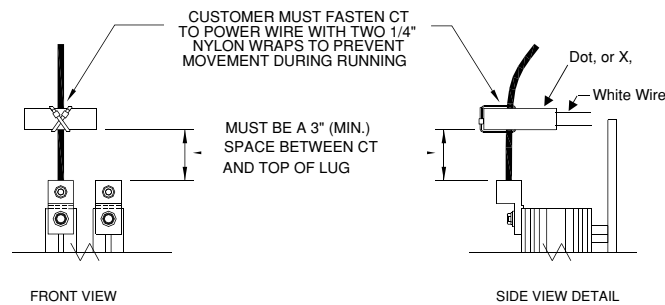 CUSTOMER MUST FASTEN CT
TO POWER WIRE WITH TWO 1/4"
NYLON WRAPS TO PREVENT
MOVEMENT DURING RUNNING
Dot, or X,
White Wire
MUST BE A 3" (MIN.)
SPACE BETWEEN CT
AND TOP OF LUG
FRONT VIEW
SIDE VIEW DETAIL